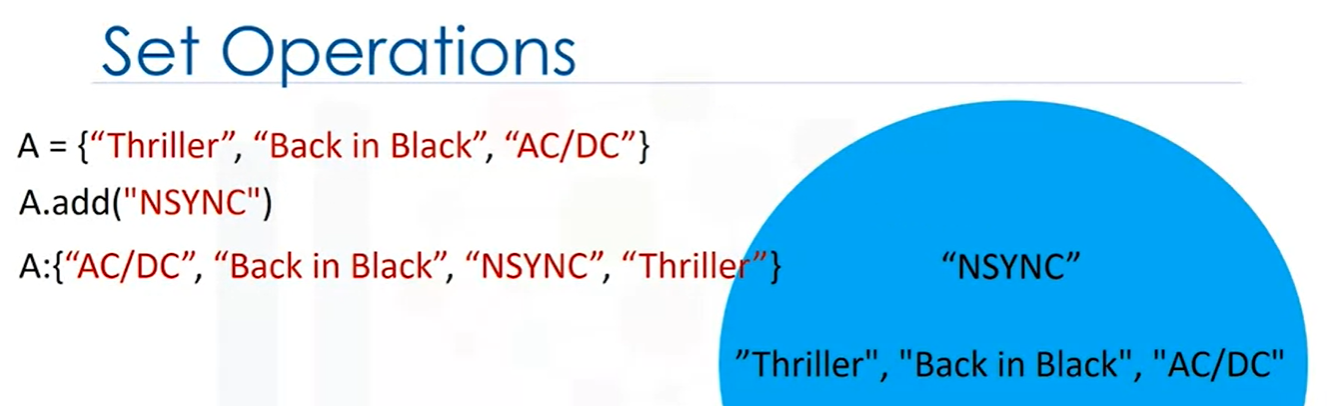 Set Operations
A = {“Thriller”, “Back in Black”, “AC/DC”}
A.add("NSYNC")
A:{“AC/DC”, “Back in Black”, “NSYNC”, “Thriller”}
“NSYNC”
”Thriller", "Back in Black", "AC/DC"